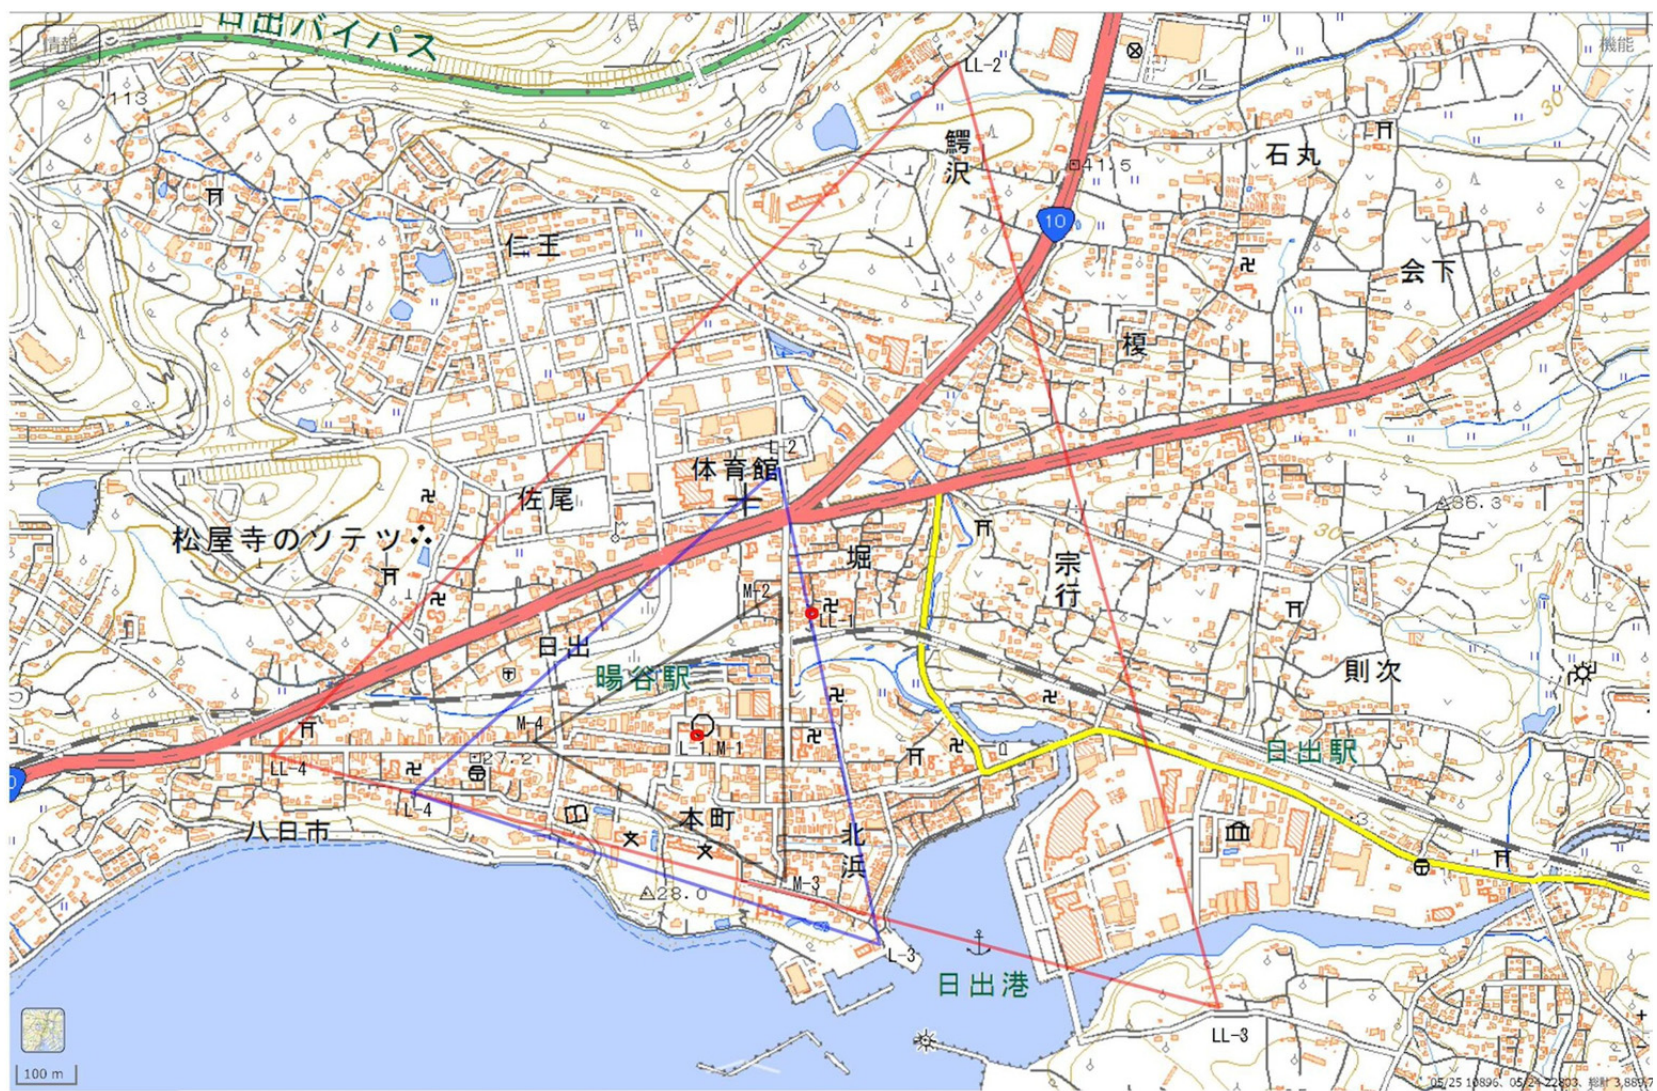 日出バイパス
情報
機能
LL-2
113
30
鰐沢
石丸
41.5
10
仁王
会下
榎
L-2
体育館
佐尾
松屋寺のソテツ
36.3
30
堀
宗行
M-2
LL-1
日出
暘谷駅
則次
M-4
L-1,M-1
27.2
日出駅
LL-4
L-4
八日市
本町
北浜
3
M-3
28.0
L-3
日出港
LL-3
100 m